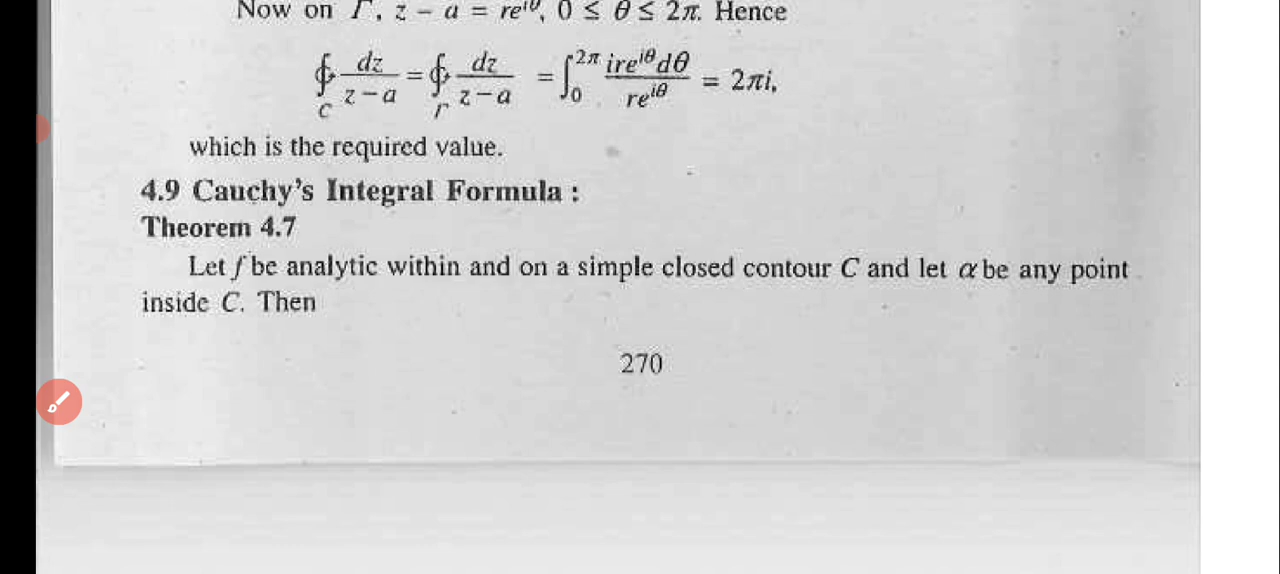 Now on Γ, z − a = re^{iθ}, 0 ≤ θ ≤ 2π. Hence
∮_C dz/(z−a) = ∮_Γ dz/(z−a) = ∫_0^{2π} ire^{iθ}dθ/re^{iθ} = 2πi,
which is the required value.
4.9 Cauchy's Integral Formula :
Theorem 4.7
Let f be analytic within and on a simple closed contour C and let α be any point
inside C. Then
270